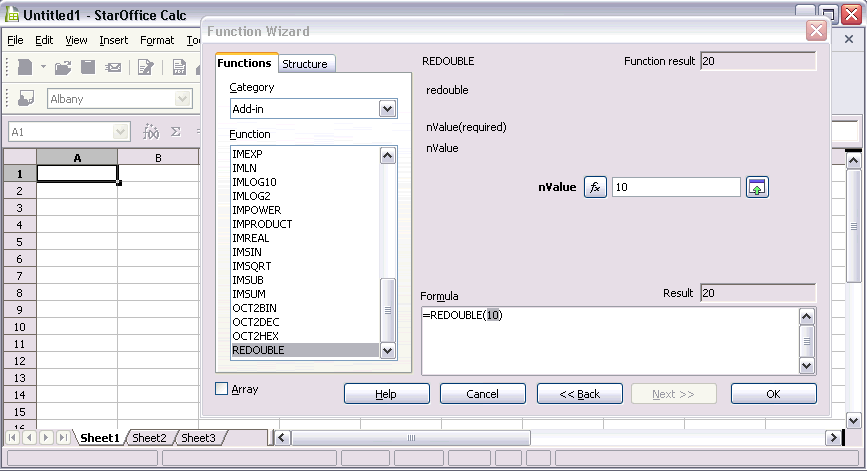 Untitled1 - StarOffice Calc
File Edit View Insert Format
Albany
A1
Σ =
A B
1
2
3
4
5
6
7
8
9
10
11
12
13
14
15
Sheet1 Sheet2 Sheet3
Function Wizard
Functions Structure
Category
Add-in
Function
IMEXP
IMLN
IMLOG10
IMLOG2
IMPOWER
IMPRODUCT
IMREAL
IMSIN
IMSQRT
IMSUB
IMSUM
OCT2BIN
OCT2DEC
OCT2HEX
REDOUBLE
REDOUBLE
Function result 20
redouble
nValue(required)
nValue
nValue fx 10
Formula
Result 20
=REDOUBLE(10)
Array
Help Cancel << Back Next >> OK